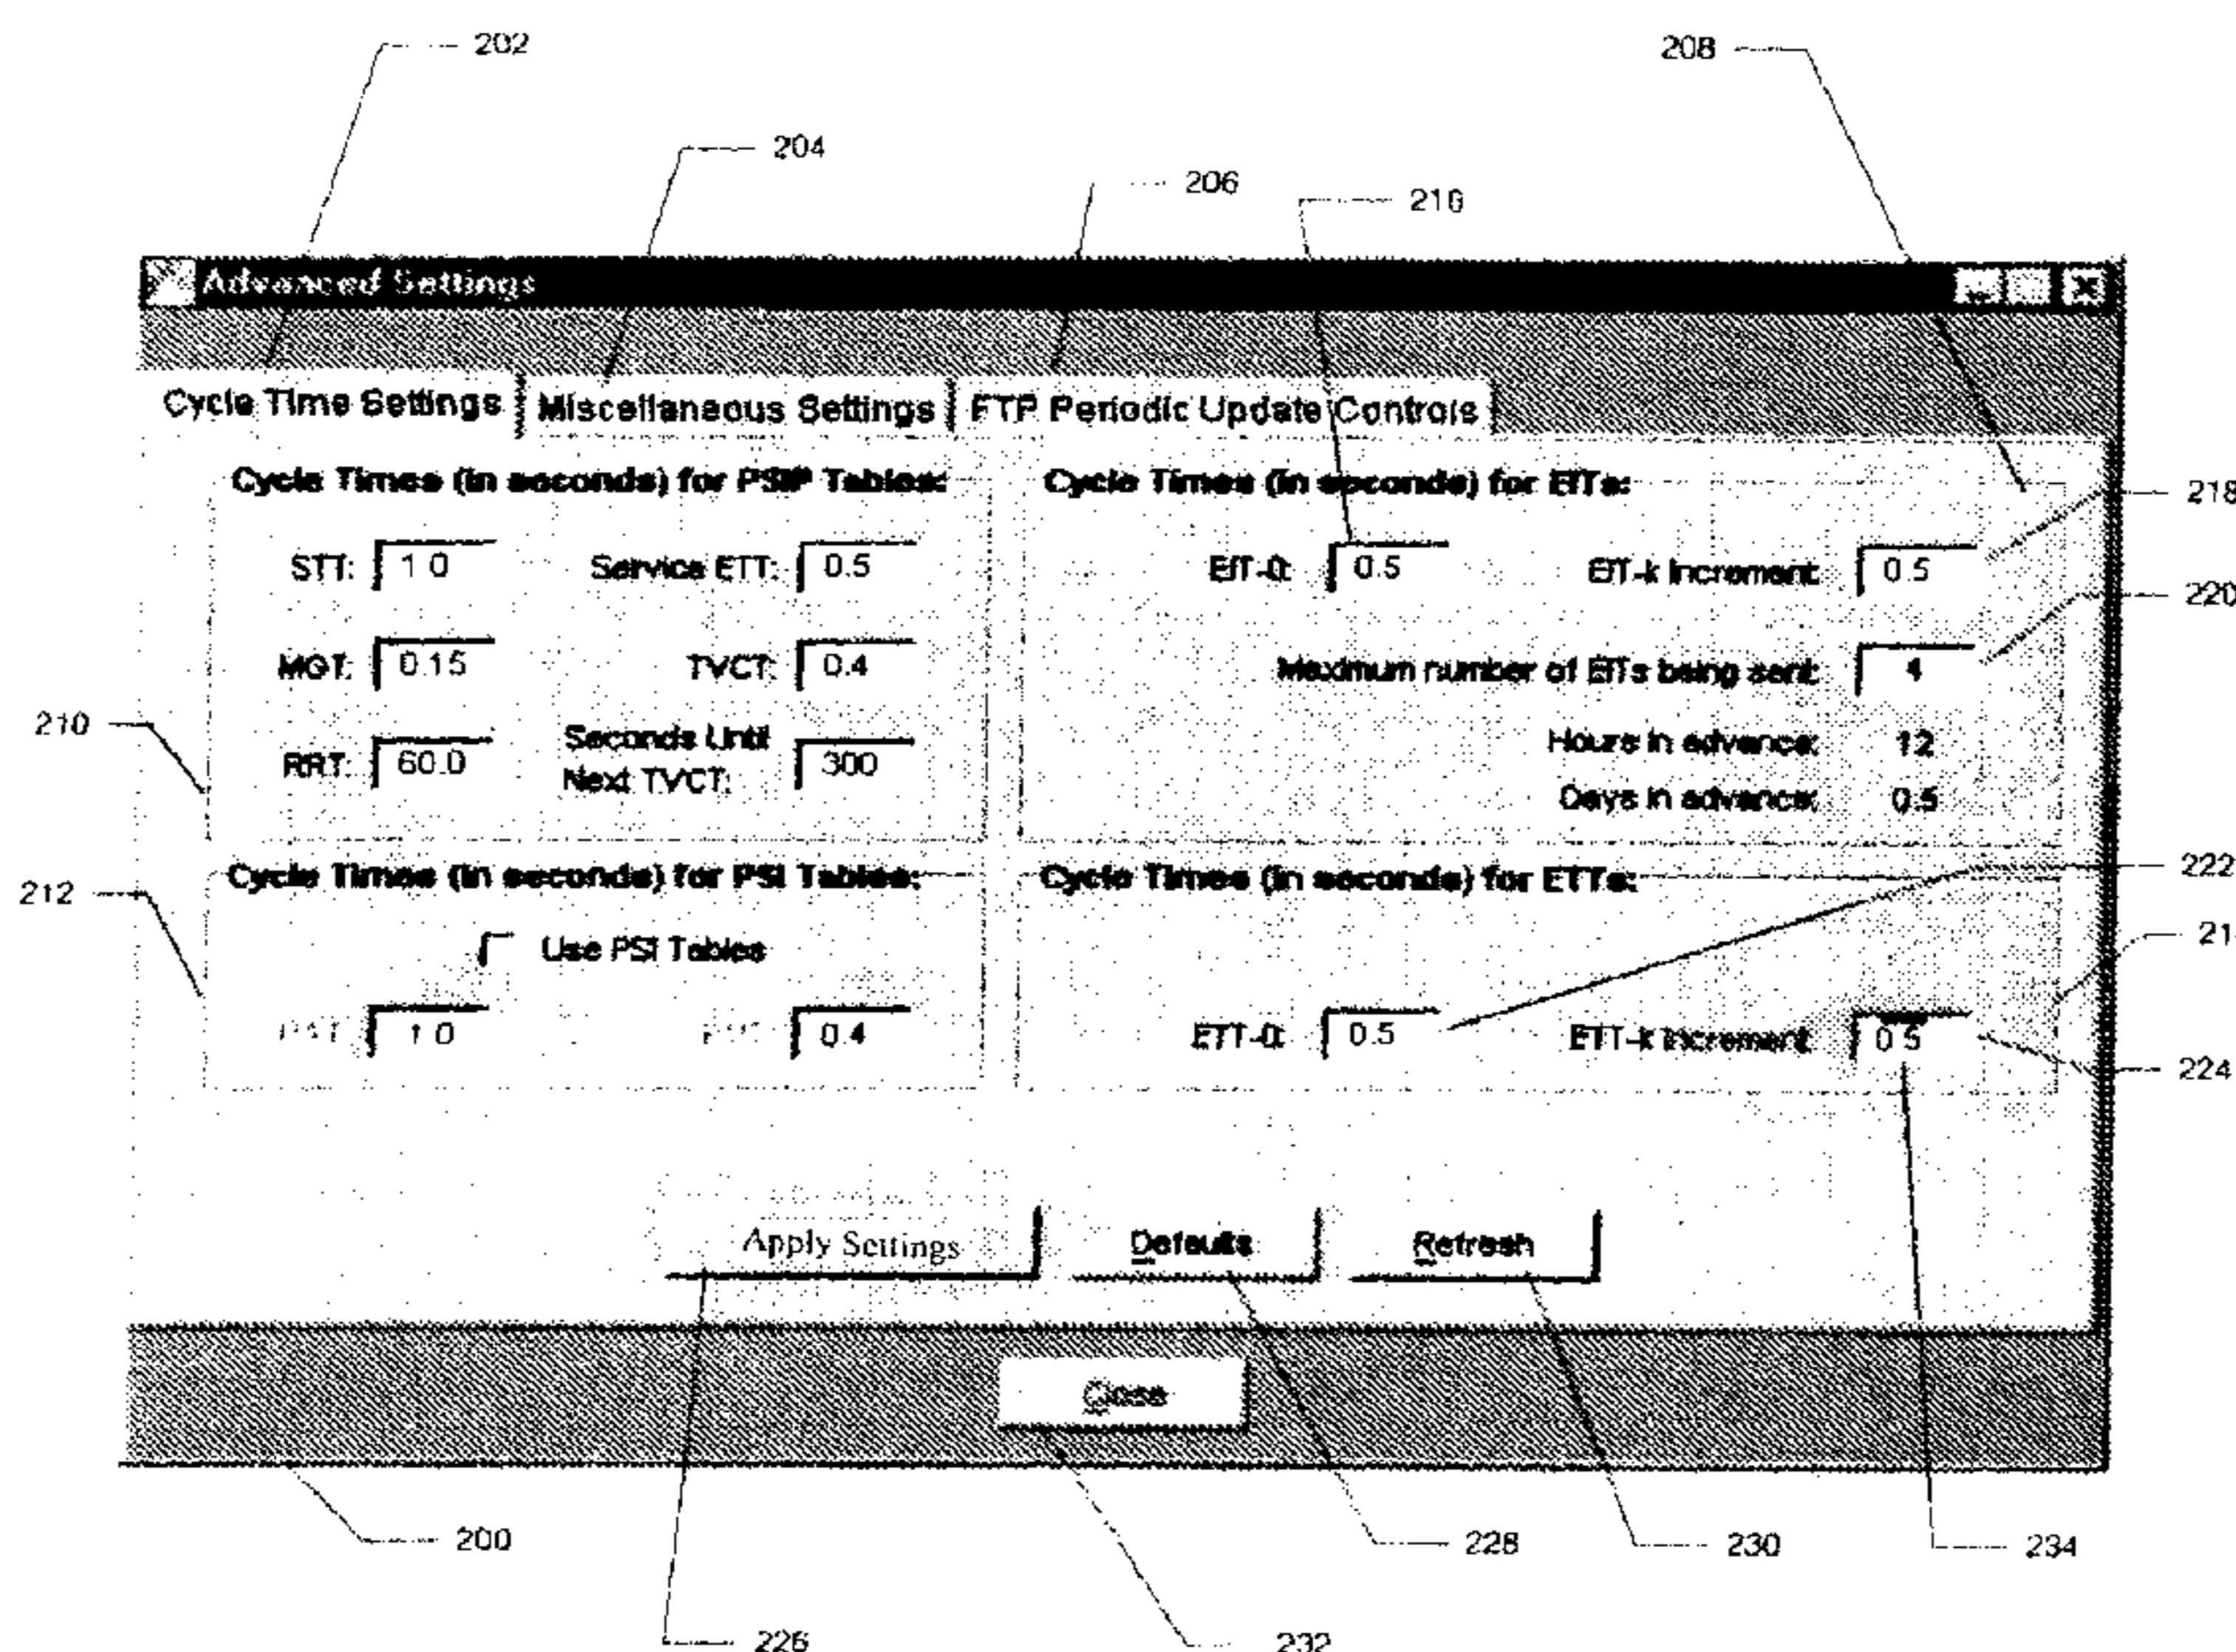 202
208
204
206
210
Advanced Settings
Cycle Time Settings
Miscellaneous Settings
FTP Periodic Update Controls
Cycle Times (in seconds) for PSIP Tables:
Cycle Times (in seconds) for EITs:
218
STT: 1.0
Service ETT: 0.5
EIT-0: 0.5
EIT-k Increment: 0.5
220
MGT: 0.15
TVCT: 0.4
Maximum number of EITs being sent: 4
210
RRT: 60.0
Seconds Until
Next TVCT: 300
Hours in advance: 12
Days in advance: 0.5
212
Cycle Times (in seconds) for PSI Tables:
Cycle Times (in seconds) for ETTs:
222
Use PSI Tables
21
1.0
0.4
ETT-0: 0.5
ETT-k Increment: 0.5
224
Apply Settings
Defaults
Refresh
Close
200
228
230
234
226
232